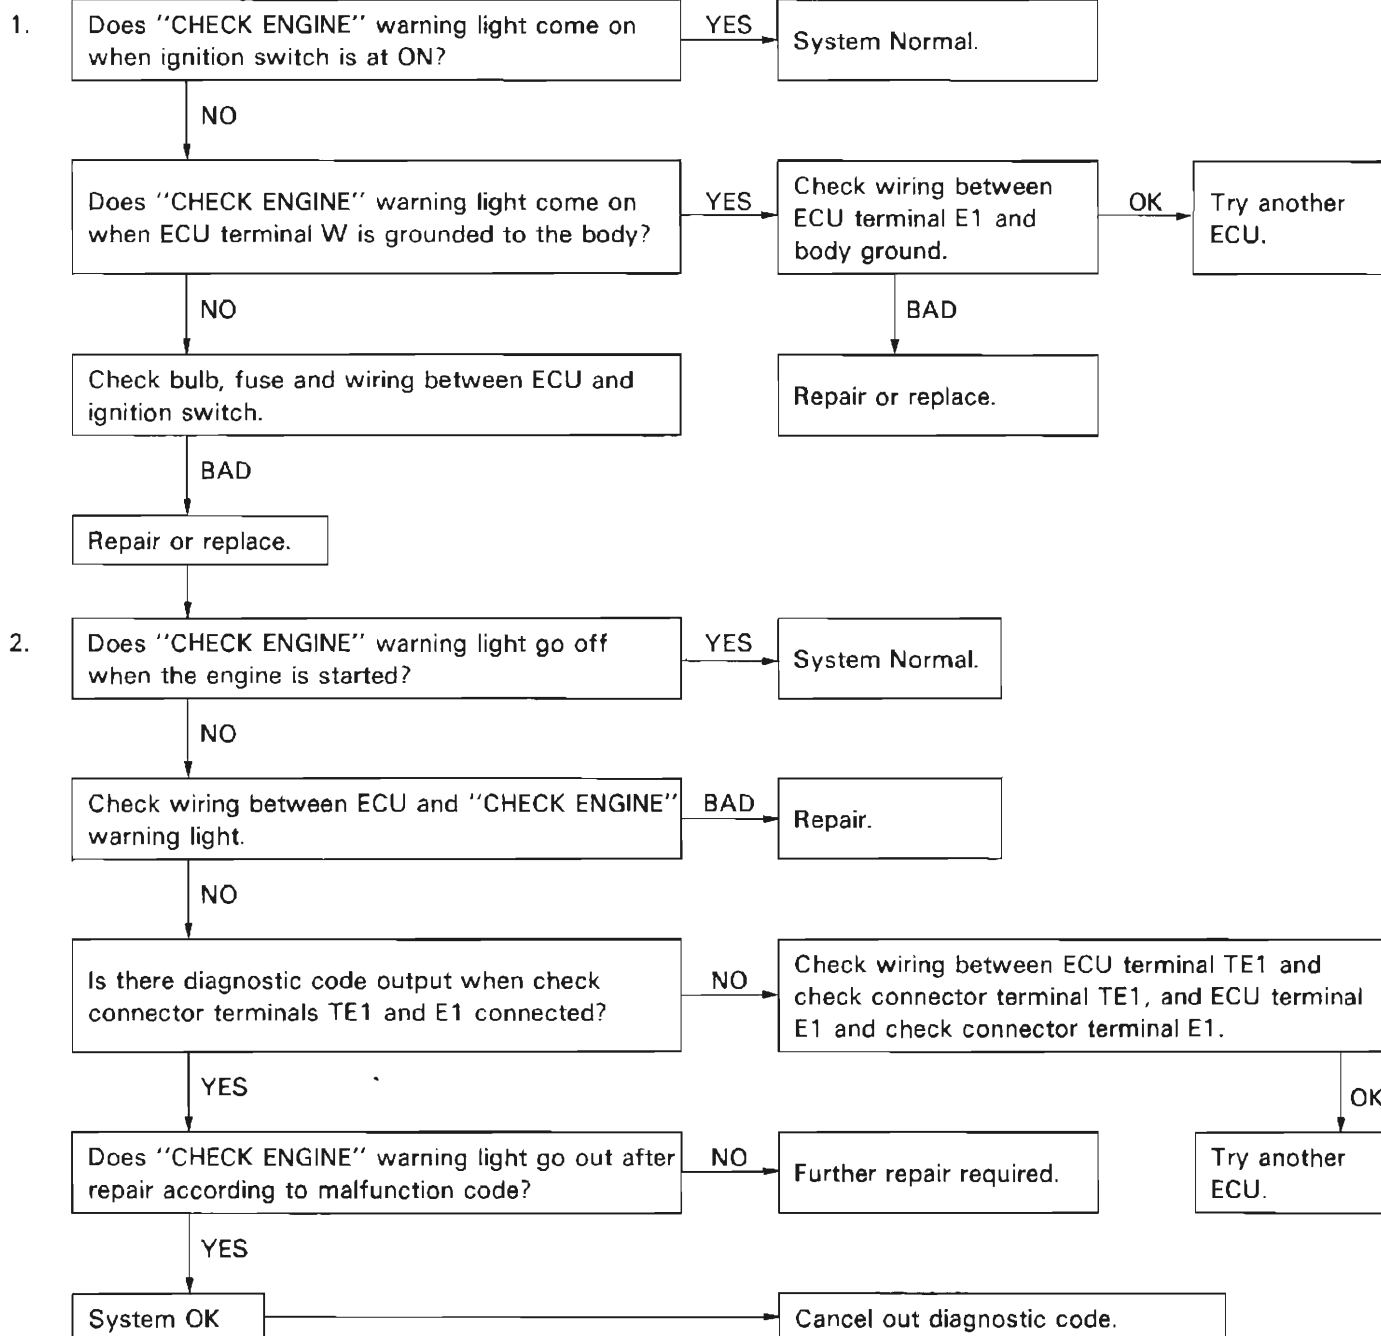 1.
Does "CHECK ENGINE" warning light come on
when ignition switch is at ON?
YES
System Normal.
NO
Does "CHECK ENGINE" warning light come on
when ECU terminal W is grounded to the body?
YES
Check wiring between
ECU terminal E1 and
body ground.
OK
Try another
ECU.
NO
BAD
Check bulb, fuse and wiring between ECU and
ignition switch.
Repair or replace.
BAD
Repair or replace.
2.
Does "CHECK ENGINE" warning light go off
when the engine is started?
YES
System Normal.
NO
Check wiring between ECU and "CHECK ENGINE"
warning light.
BAD
Repair.
NO
Is there diagnostic code output when check
connector terminals TE1 and E1 connected?
NO
Check wiring between ECU terminal TE1 and
check connector terminal TE1, and ECU terminal
E1 and check connector terminal E1.
YES
OK
Does "CHECK ENGINE" warning light go out after
repair according to malfunction code?
NO
Further repair required.
Try another
ECU.
YES
System OK
Cancel out diagnostic code.